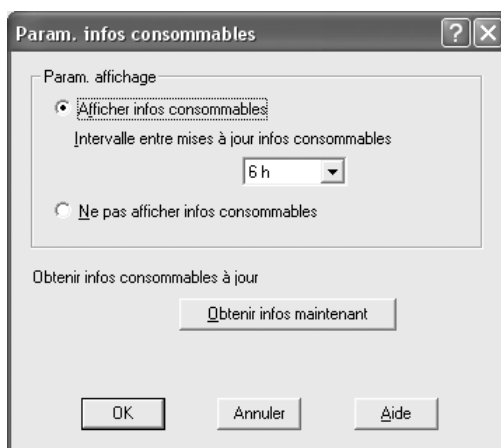 Param. infos consommables
Param. affichage
Afficher infos consommables
Intervalle entre mises à jour infos consommables
6 h
Ne pas afficher infos consommables
Obtenir infos consommables à jour
Obtenir infos maintenant
OK
Annuler
Aide